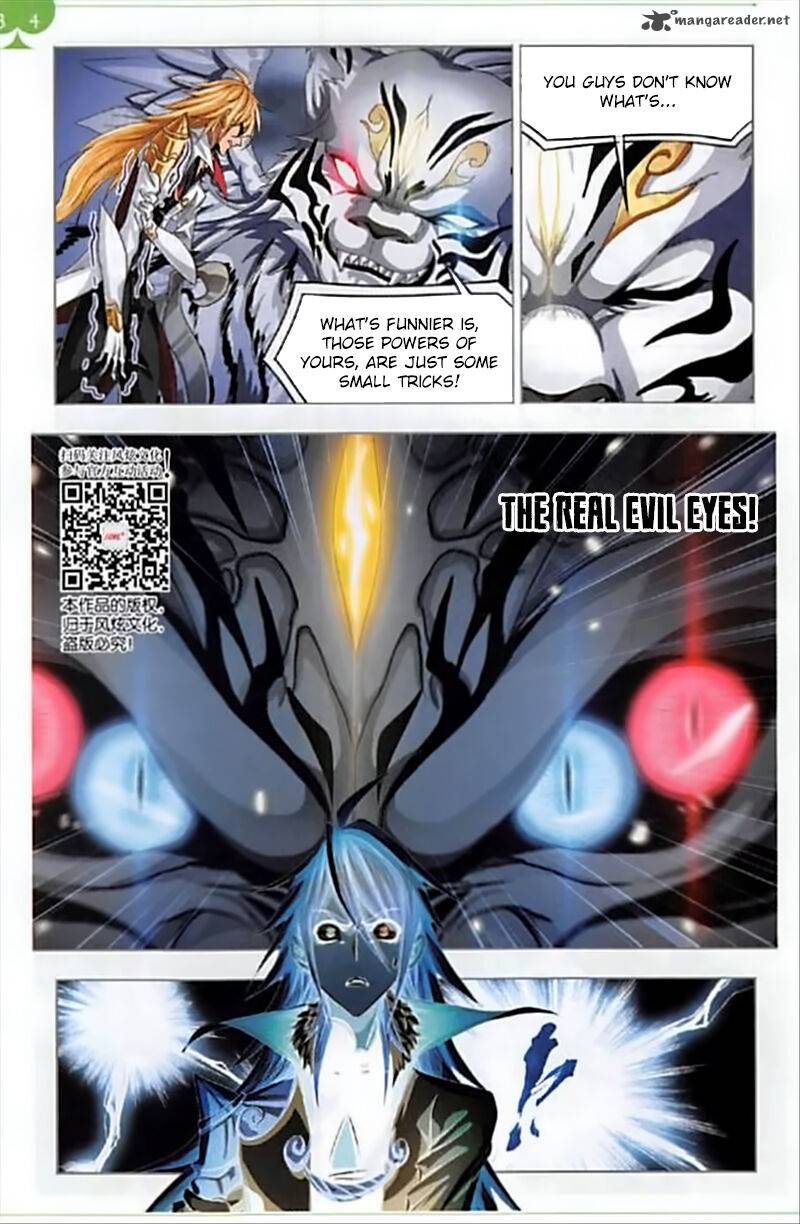 3 4
mangareader.net
WHAT'S FUNNIER IS,
THOSE POWERS OF
YOURS, ARE JUST SOME
SMALL TRICKS!
YOU GUYS DON'T KNOW
WHAT'S...
扫码关注风炫文化
参与官方互动活动!
本作品的版权,
归于风炫文化,
盗版必究!
THE REAL EVIL EYES!